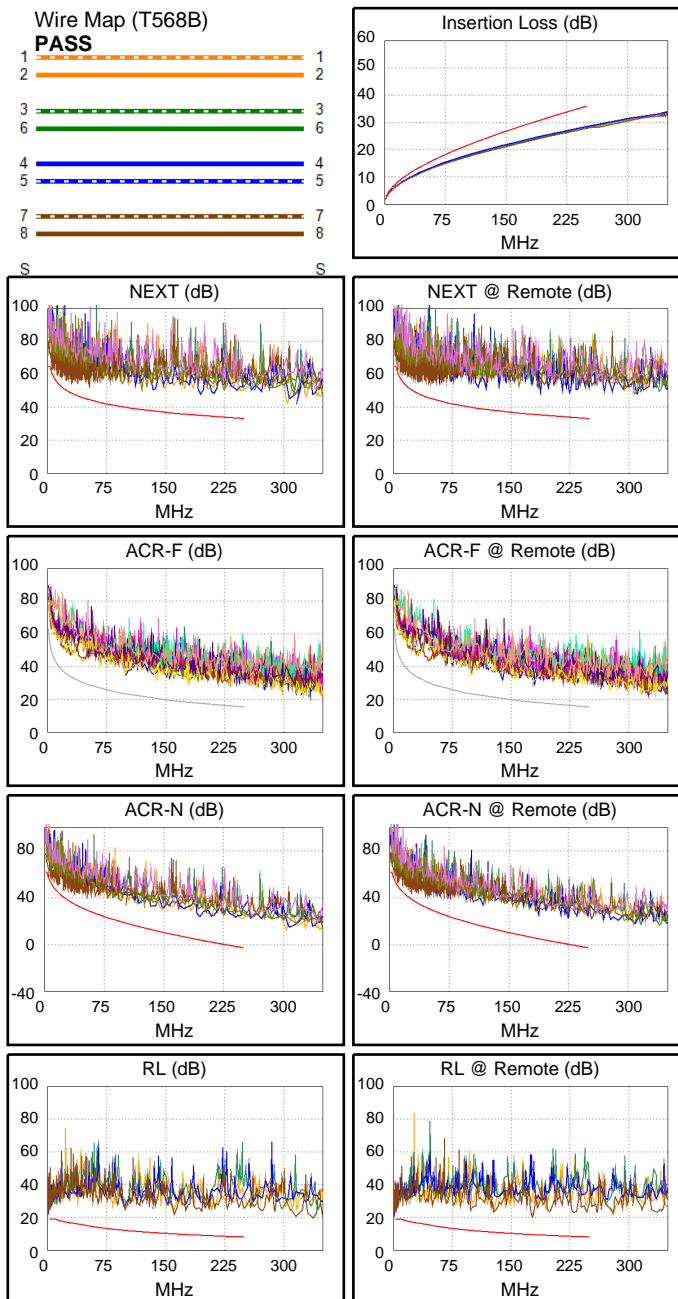 Wire Map (T568B)
PASS
1 1
2 2
3 3
6 6
4 4
5 5
7 7
8 8
S S
Insertion Loss (dB)
60
50
40
30
20
10
0
0 75 150 225 300
MHz
NEXT (dB)
100
80
60
40
20
0
0 75 150 225 300
MHz
NEXT @ Remote (dB)
100
80
60
40
20
0
0 75 150 225 300
MHz
ACR-F (dB)
100
80
60
40
20
0
0 75 150 225 300
MHz
ACR-F @ Remote (dB)
100
80
60
40
20
0
0 75 150 225 300
MHz
ACR-N (dB)
80
40
0
-40
0 75 150 225 300
MHz
ACR-N @ Remote (dB)
80
40
0
-40
0 75 150 225 300
MHz
RL (dB)
100
80
60
40
20
0
0 75 150 225 300
MHz
RL @ Remote (dB)
100
80
60
40
20
0
0 75 150 225 300
MHz